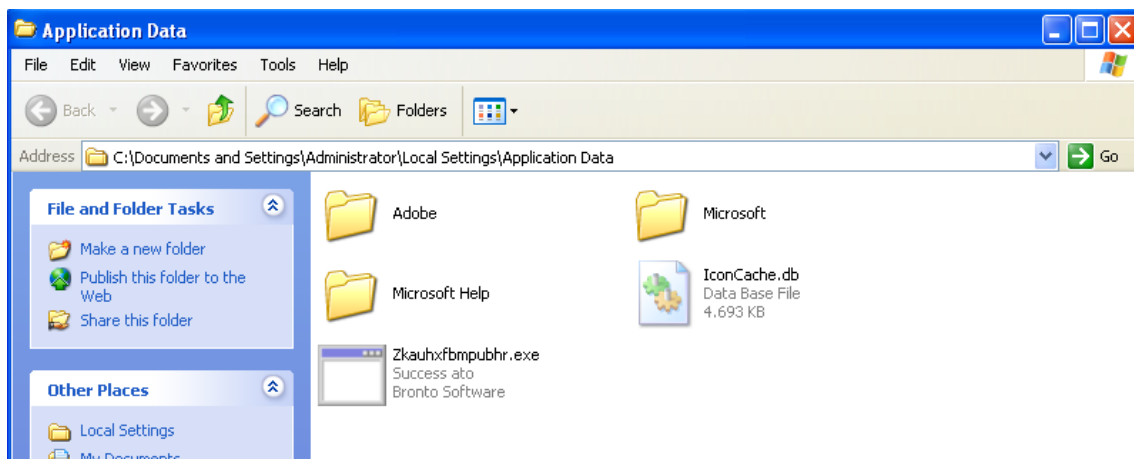 Application Data
File Edit View Favorites Tools Help
Back Search Folders
Address C:\Documents and Settings\Administrator\Local Settings\Application Data Go
File and Folder Tasks
Make a new folder
Publish this folder to the
Web
Share this folder
Other Places
Local Settings
My Documents
Adobe
Microsoft
Microsoft Help
IconCache.db
Data Base File
4.693 KB
Zkauhxfbmpubhr.exe
Success ato
Bronto Software